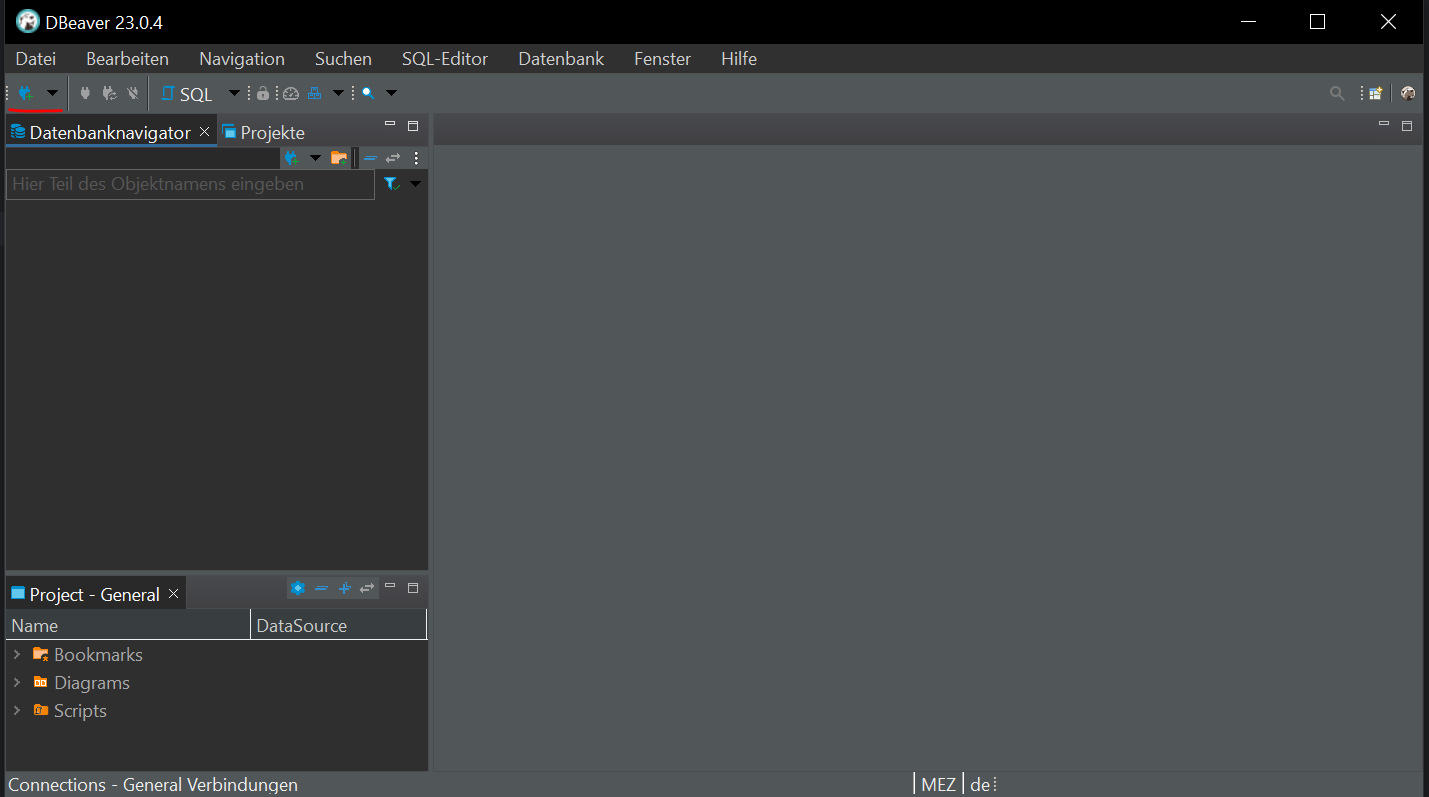 DBeaver 23.0.4
Datei Bearbeiten Navigation Suchen SQL-Editor Datenbank Fenster Hilfe
SQL
Datenbanknavigator Projekte
Hier Teil des Objektnamens eingeben
Project - General
Name DataSource
Bookmarks
Diagrams
Scripts
Connections - General Verbindungen MEZ de